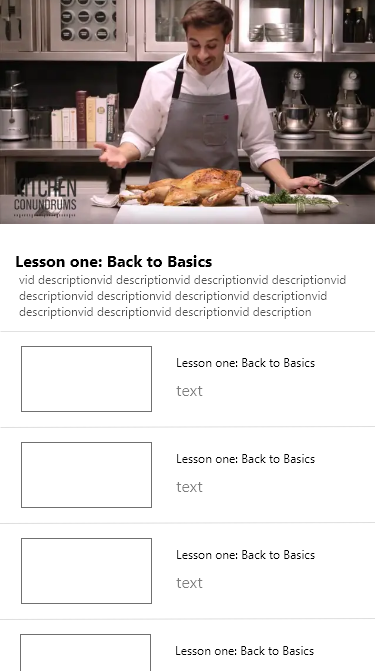 KITCHEN
CONUNDRUMS
Lesson one: Back to Basics
vid descriptionvid descriptionvid descriptionvid descriptionvid
descriptionvid descriptionvid descriptionvid descriptionvid
descriptionvid descriptionvid descriptionvid description
Lesson one: Back to Basics
text
Lesson one: Back to Basics
text
Lesson one: Back to Basics
text
Lesson one: Back to Basics